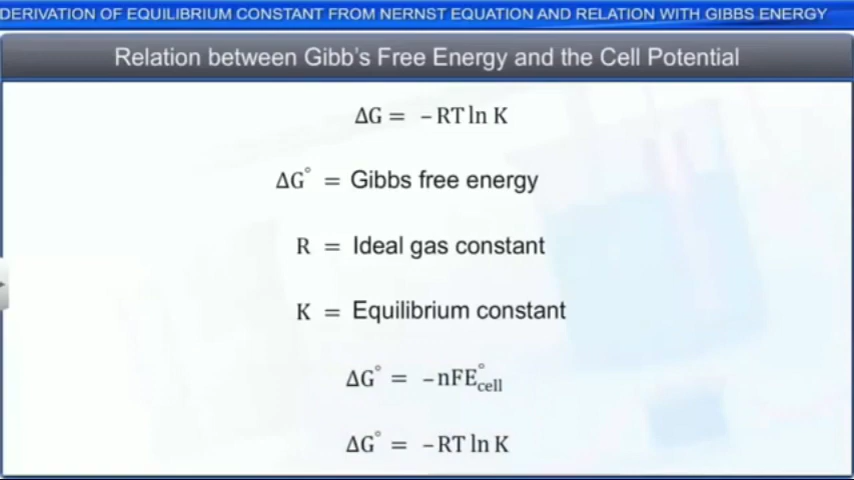 DERIVATION OF EQUILIBRIUM CONSTANT FROM NERNST EQUATION AND RELATION WITH GIBBS ENERGY
Relation between Gibb's Free Energy and the Cell Potential
ΔG = −RT ln K
ΔG° = Gibbs free energy
R = Ideal gas constant
K = Equilibrium constant
ΔG° = −nFE°cell
ΔG° = −RT ln K